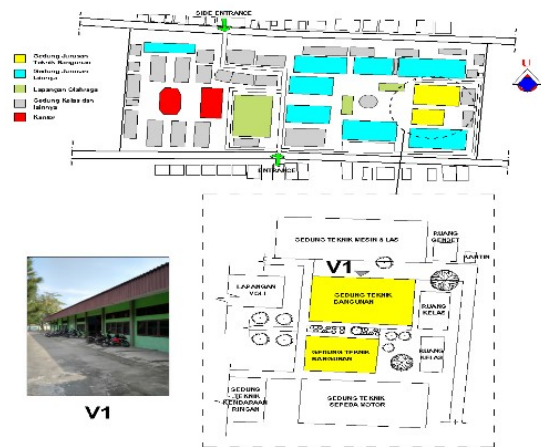 SIDE ENTRANCE
Gedung Jurusan
Teknik Bangunan
Gedung Jurusan
lainnya
Lapangan Olahraga
Gedung Kelas dan
lainnya
Kantor
ENTRANCE
GEDUNG TEKNIK MESIN & LAS
RUANG
GENSET
KANTIN
V1
LAPANGAN
VOLI
GEDUNG TEKNIK
BANGUNAN
RUANG
KELAS
GEDUNG TEKNIK
BANGUNAN
RUANG
KELAS
GEDUNG
TEKNIK
KENDARAAN
RINGAN
GEDUNG TEKNIK
SEPEDA MOTOR
V1